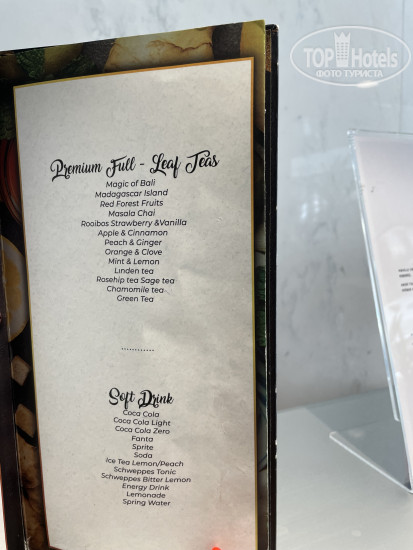 TOPHotels
ФОТО ТУРИСТА
Premium Full - Leaf Teas
Magic of Bali
Madagascar Island
Red Forest Fruits
Masala Chai
Rooibos Strawberry &Vanilla
Apple & Cinnamon
Peach & Ginger
Orange & Clove
Mint & Lemon
Linden tea
Rosehip tea Sage tea
Chamomile tea
Green Tea
............
Soft Drink
Coca Cola
Coca Cola Light
Coca Cola Zero
Fanta
Sprite
Soda
Ice Tea Lemon/Peach
Schweppes Tonic
Schweppes Bitter Lemon
Energy Drink
Lemonade
Spring Water